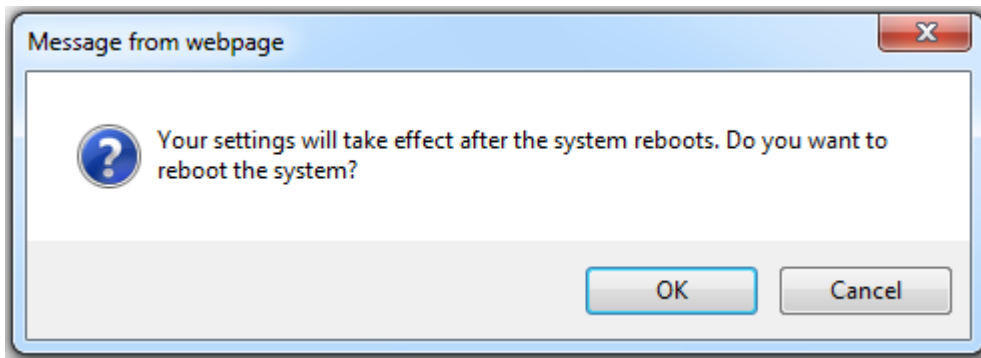 Message from webpage
Your settings will take effect after the system reboots. Do you want to
reboot the system?
OK
Cancel